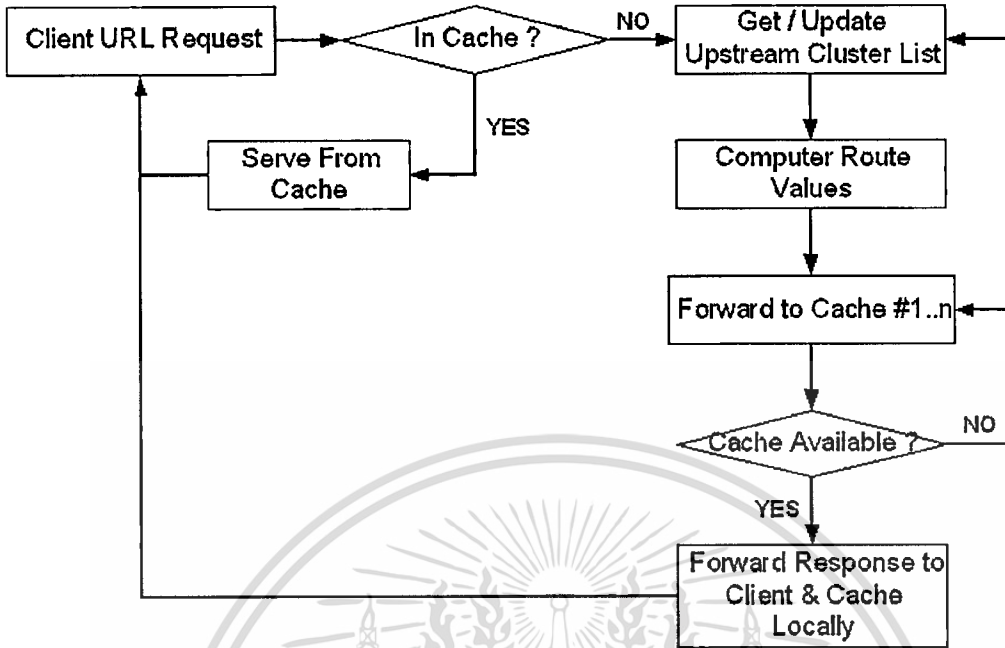 Client URL Request
In Cache ?
NO
Get / Update
Upstream Cluster List
YES
Serve From
Cache
Computer Route
Values
Forward to Cache #1..n
Cache Available ?
NO
YES
Forward Response to
Client & Cache
Locally